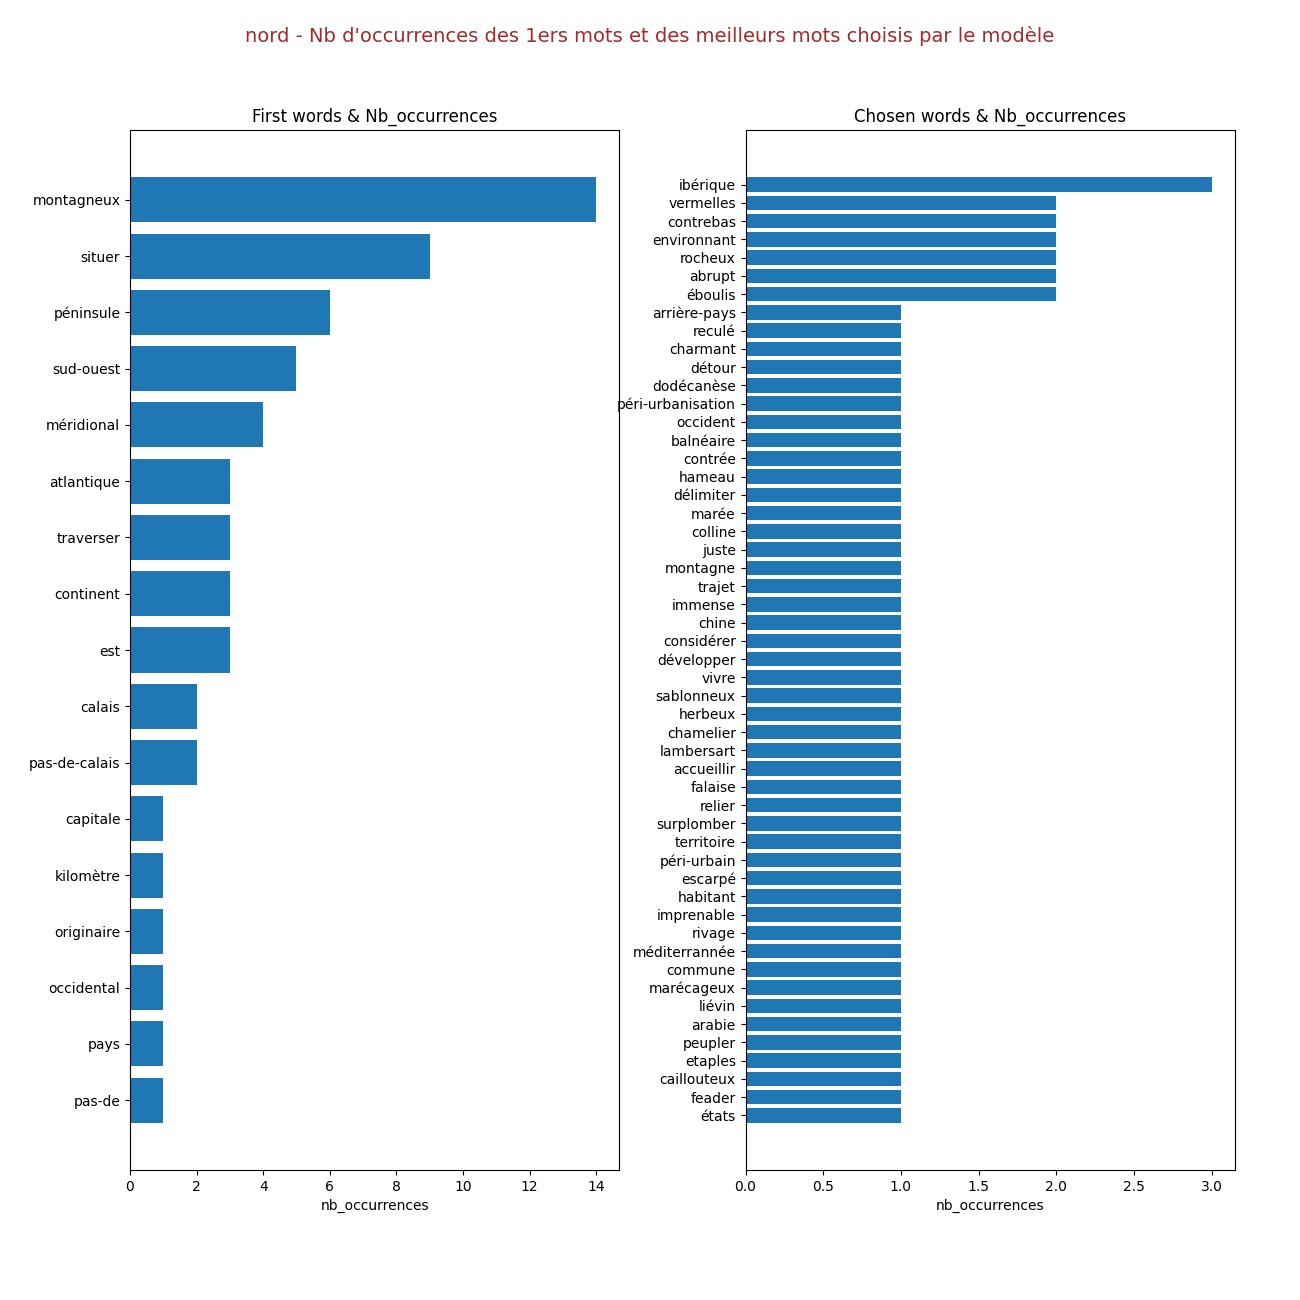 nord - Nb d'occurrences des 1ers mots et des meilleurs mots choisis par le modèle
First words & Nb_occurrences
montagneux
situer
péninsule
sud-ouest
méridional
atlantique
traverser
continent
est
calais
pas-de-calais
capitale
kilomètre
originaire
occidental
pays
pas-de
0 2 4 6 8 10 12 14
nb_occurrences
Chosen words & Nb_occurrences
ibérique
vermelles
contrebas
environnant
rocheux
abrupt
éboulis
arrière-pays
reculé
charmant
détour
dodécanèse
péri-urbanisation
occident
balnéaire
contrée
hameau
délimiter
marée
colline
juste
montagne
trajet
immense
chine
considérer
développer
vivre
sablonneux
herbeux
chamelier
lambersart
accueillir
falaise
relier
surplomber
territoire
péri-urbain
escarpé
habitant
imprenable
rivage
méditerrannée
commune
marécageux
liévin
arabie
peupler
etaples
caillouteux
feader
états
0.0 0.5 1.0 1.5 2.0 2.5 3.0
nb_occurrences